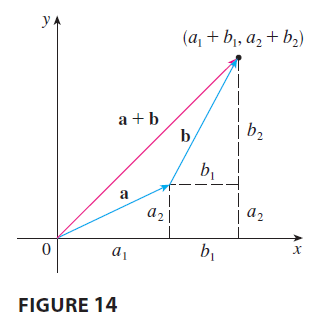 y
(a₁ + b₁, a₂ + b₂)
a + b
b
b₂
b₁
a
a₂
a₂
0
a₁
b₁
x
FIGURE 14